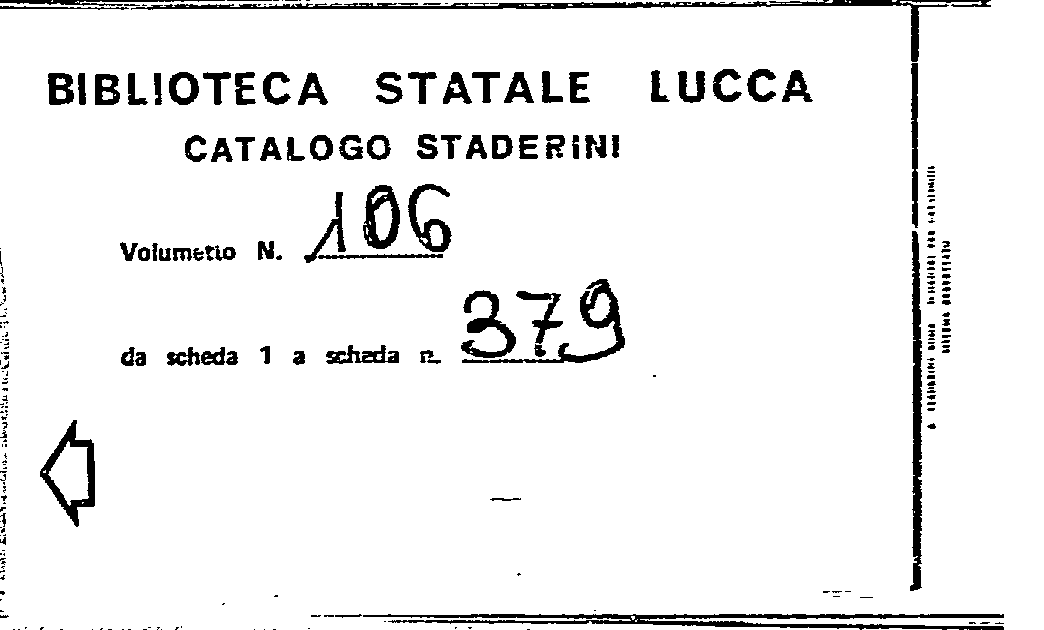 BIBLIOTECA STATALE LUCCA
CATALOGO STADERINI
Volumetto N. 106
da scheda 1 a scheda n. 379